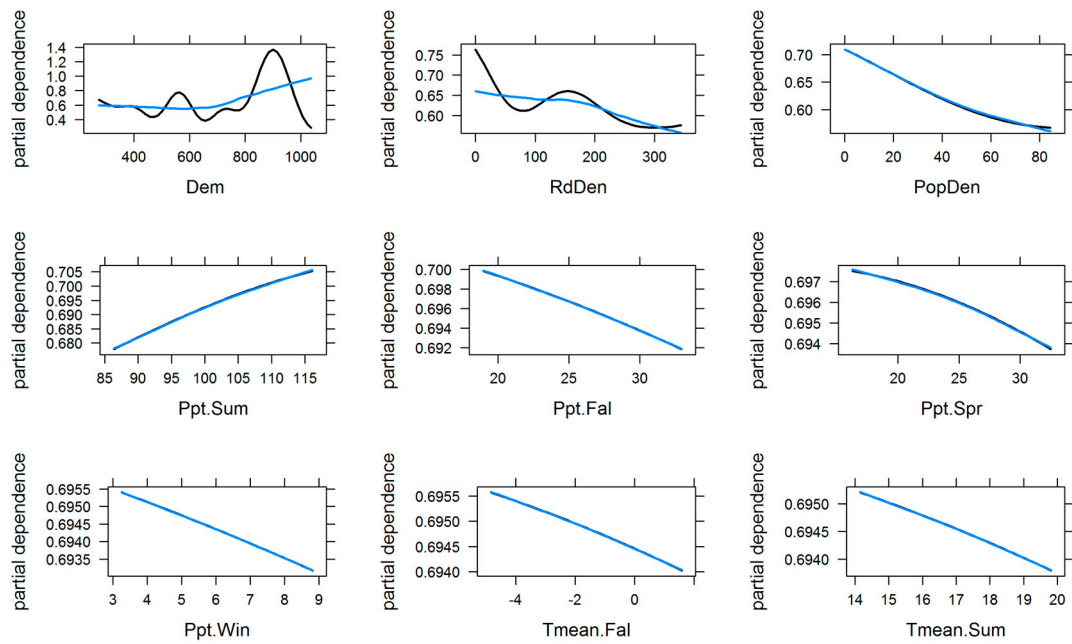 partial dependence
1.4
1.2
1.0
0.8
0.6
0.4
400 600 800 1000
Dem
partial dependence
0.75
0.70
0.65
0.60
0 100 200 300
RdDen
partial dependence
0.70
0.65
0.60
0 20 40 60 80
PopDen
partial dependence
0.705
0.700
0.695
0.690
0.685
0.680
85 90 95 100 105 110 115
Ppt.Sum
partial dependence
0.700
0.698
0.696
0.694
0.692
20 25 30
Ppt.Fal
partial dependence
0.697
0.696
0.695
0.694
20 25 30
Ppt.Spr
partial dependence
0.6955
0.6945
0.6940
0.6935
3 4 5 6 7 8 9
Ppt.Win
partial dependence
0.6955
0.6950
0.6945
0.6940
-4 -2 0
Tmean.Fal
partial dependence
0.6950
0.6945
0.6940
14 15 16 17 18 19 20
Tmean.Sum